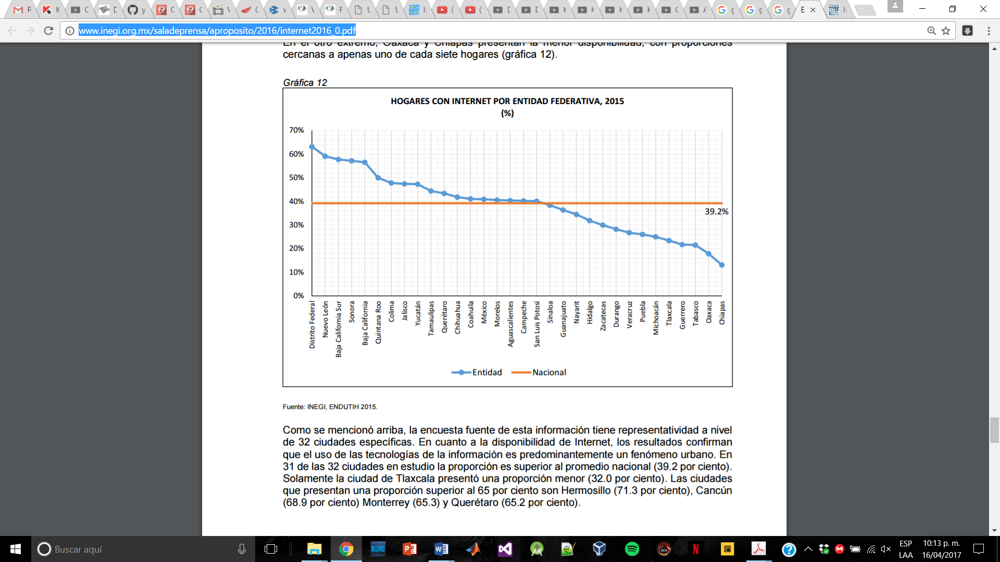 www.inegi.org.mx/saladeprensa/aproposito/2016/internet2016_0.pdf
En el otro extremo, Oaxaca y Chiapas presentan la menor disponibilidad, con proporciones
cercanas a apenas uno de cada siete hogares (gráfica 12).
Gráfica 12
HOGARES CON INTERNET POR ENTIDAD FEDERATIVA, 2015
(%)
70%
60%
50%
40%
30%
20%
10%
0%
39.2%
Distrito Federal
Nuevo León
Baja California Sur
Sonora
Baja California
Quintana Roo
Colima
Jalisco
Yucatán
Tamaulipas
Querétaro
Chihuahua
Coahuila
México
Morelos
Aguascalientes
Campeche
San Luis Potosí
Sinaloa
Guanajuato
Nayarit
Hidalgo
Zacatecas
Durango
Veracruz
Puebla
Michoacán
Tlaxcala
Guerrero
Tabasco
Oaxaca
Chiapas
Entidad
Nacional
Fuente: INEGI, ENDUTIH 2015.
Como se mencionó arriba, la encuesta fuente de esta información tiene representatividad a nivel
de 32 ciudades específicas. En cuanto a la disponibilidad de Internet, los resultados confirman
que el uso de las tecnologías de la información es predominantemente un fenómeno urbano. En
31 de las 32 ciudades en estudio la proporción es superior al promedio nacional (39.2 por ciento).
Solamente la ciudad de Tlaxcala presentó una proporción menor (32.0 por ciento). Las ciudades
que presentan una proporción superior al 65 por ciento son Hermosillo (71.3 por ciento), Cancún
(68.9 por ciento) Monterrey (65.3) y Querétaro (65.2 por ciento).
Buscar aquí
ESP
LAA
10:13 p. m.
16/04/2017